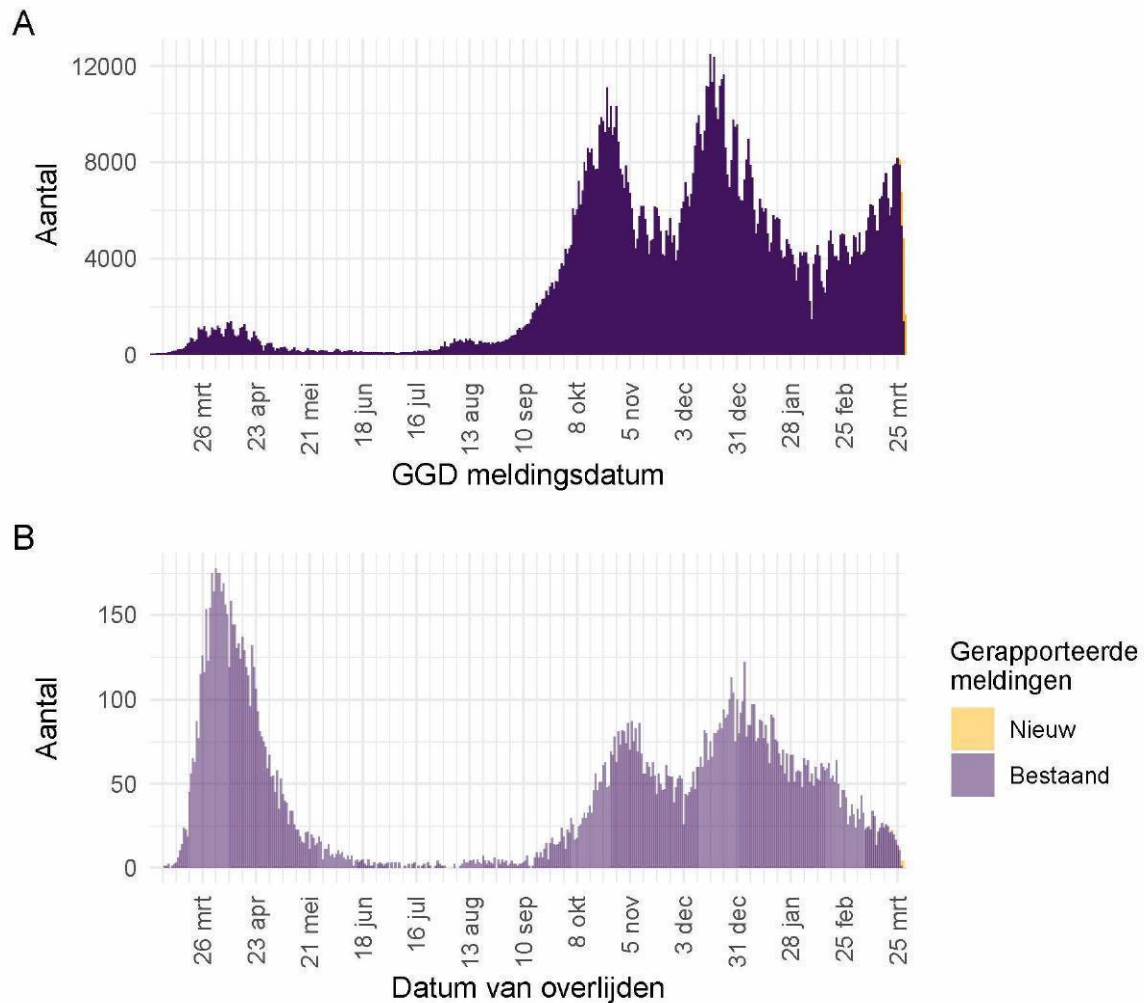 A
12000
8000
4000
0
Aantal
26 mrt
23 apr
21 mei
18 jun
16 jul
13 aug
10 sep
8 okt
5 nov
3 dec
31 dec
28 jan
25 feb
25 mrt
GGD meldingsdatum
B
150
100
50
0
Aantal
26 mrt
23 apr
21 mei
18 jun
16 jul
13 aug
10 sep
8 okt
5 nov
3 dec
31 dec
28 jan
25 feb
25 mrt
Datum van overlijden
Gerapporteerde
meldingen
Nieuw
Bestaand